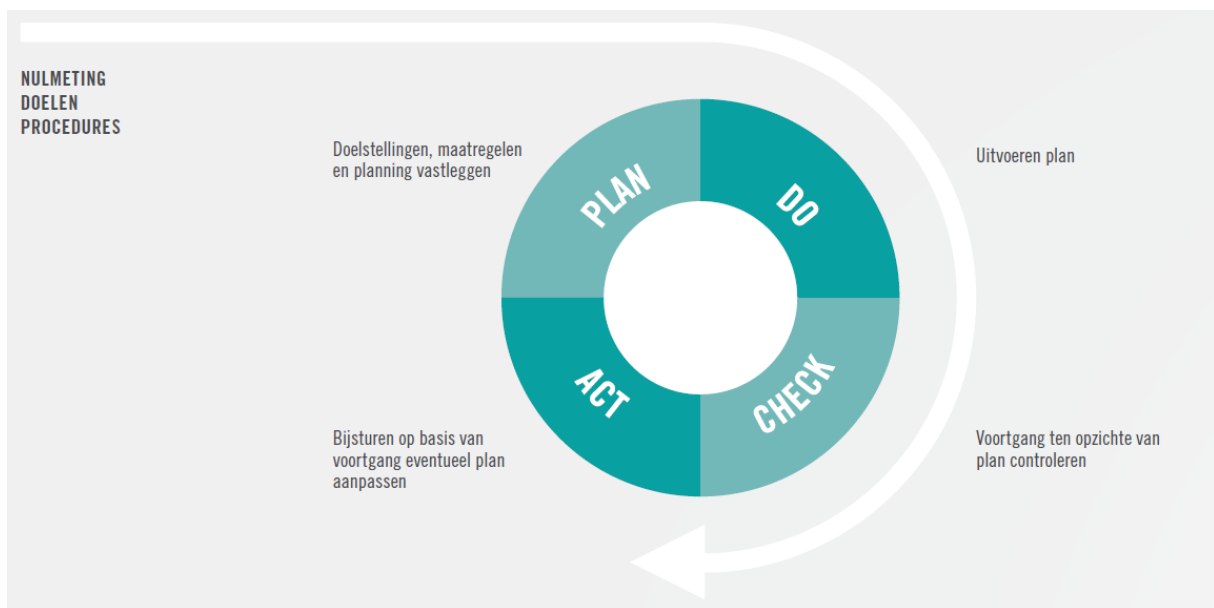 NULMETING
DOELEN
PROCEDURES
Doelstellingen, maatregelen
en planning vastleggen
PLAN
DO
Uitvoeren plan
ACT
CHECK
Bijsturen op basis van
voortgang eventueel plan
aanpassen
Voortgang ten opzichte van
plan controleren